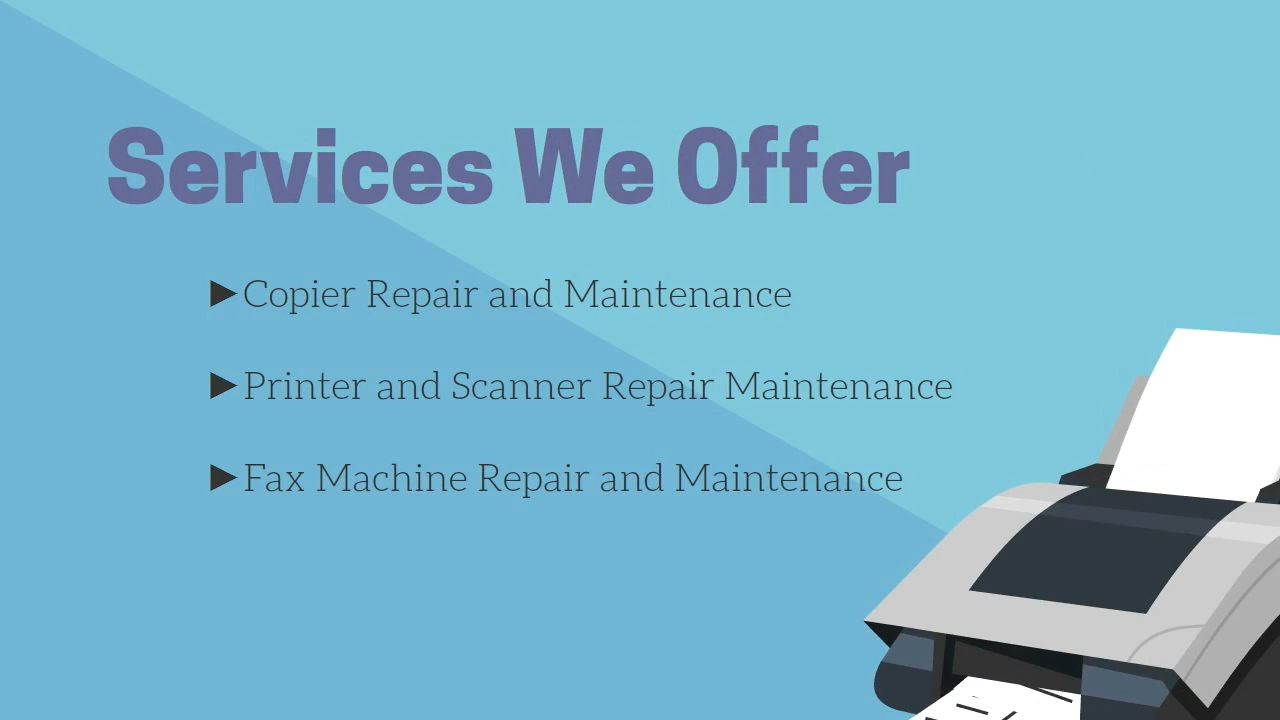 Services We Offer
►Copier Repair and Maintenance
►Printer and Scanner Repair Maintenance
►Fax Machine Repair and Maintenance